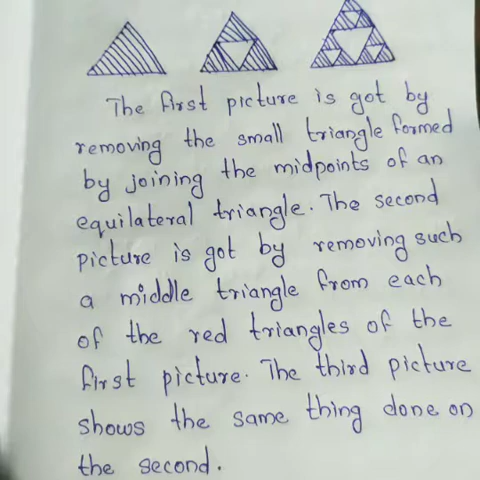 The first picture is got by
removing the small triangle formed
by joining the midpoints of an
equilateral triangle. The second
picture is got by removing such
a middle triangle from each
of the red triangles of the
first picture. The third picture
shows the same thing done on
the second.